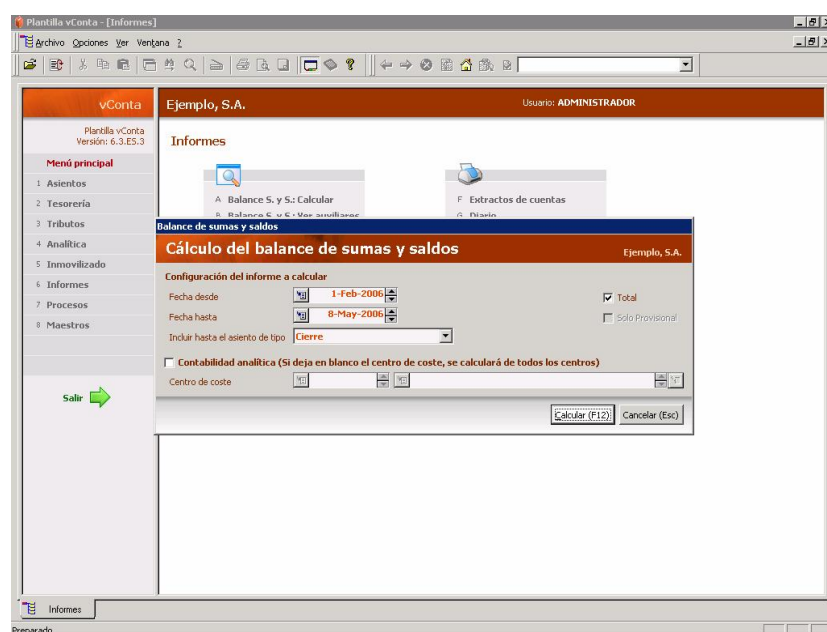 Plantilla vConta - [Informes]
Archivo Opciones Ver Ventana ?
vConta
Ejemplo, S.A.
Usuario: ADMINISTRADOR
Plantilla vConta
Versión: 6.3.E5.3
Informes
Menú principal
1 Asientos
2 Tesorería
3 Tributos
4 Analítica
5 Inmovilizado
6 Informes
7 Procesos
8 Maestros
Salir
A Balance S. y S.: Calcular
F Extractos de cuentas
B Balance S. y S.: Ver auxiliares
G Diario
Balance de sumas y saldos
Cálculo del balance de sumas y saldos
Ejemplo, S.A.
Configuración del informe a calcular
Fecha desde 1-Feb-2006
Total
Fecha hasta 8-May-2006
Solo Provisional
Incluir hasta el asiento de tipo Cierre
Contabilidad analítica (Si deja en blanco el centro de coste, se calculará de todos los centros)
Centro de coste
Calcular (F12) Cancelar (Esc)
Informes
Preparado